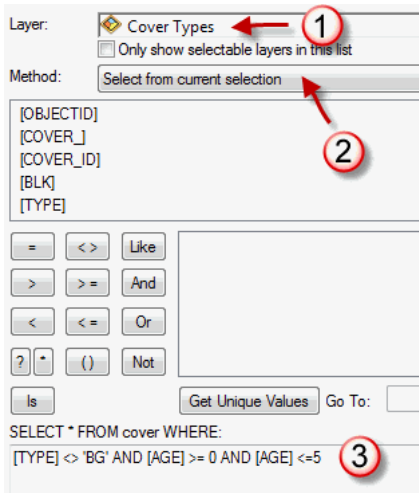 Layer: Cover Types 1
Only show selectable layers in this list
Method: Select from current selection
2
[OBJECTID]
[COVER_]
[COVER_ID]
[BLK]
[TYPE]
= < > Like
> > = And
< < = Or
? * ( ) Not
Is Get Unique Values Go To:
SELECT * FROM cover WHERE:
[TYPE] <> 'BG' AND [AGE] >= 0 AND [AGE] <=5 3